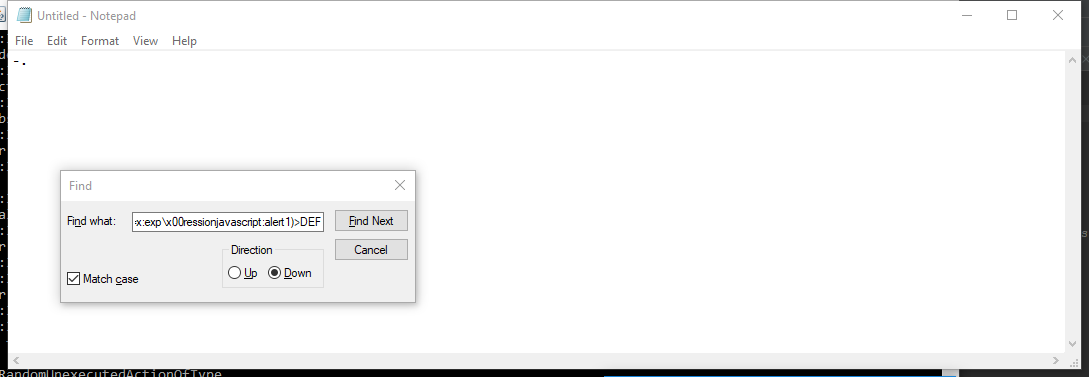 Untitled - Notepad
File Edit Format View Help
-.
Find
Find what: x:exp\x00ressionjavascript:alert1)>DEF Find Next
Direction Cancel
Up Down
Match case
RandomUnexecutedActionOfType